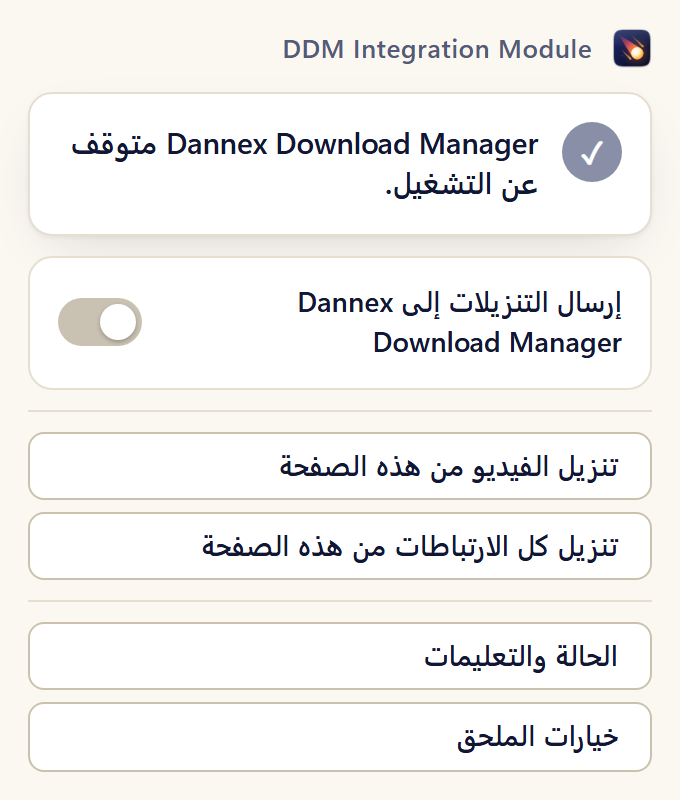 DDM Integration Module
Dannex Download Manager متوقف
عن التشغيل.
إرسال التنزيلات إلى Dannex
Download Manager
تنزيل الفيديو من هذه الصفحة
تنزيل كل الارتباطات من هذه الصفحة
الحالة والتعليمات
خيارات الملحق